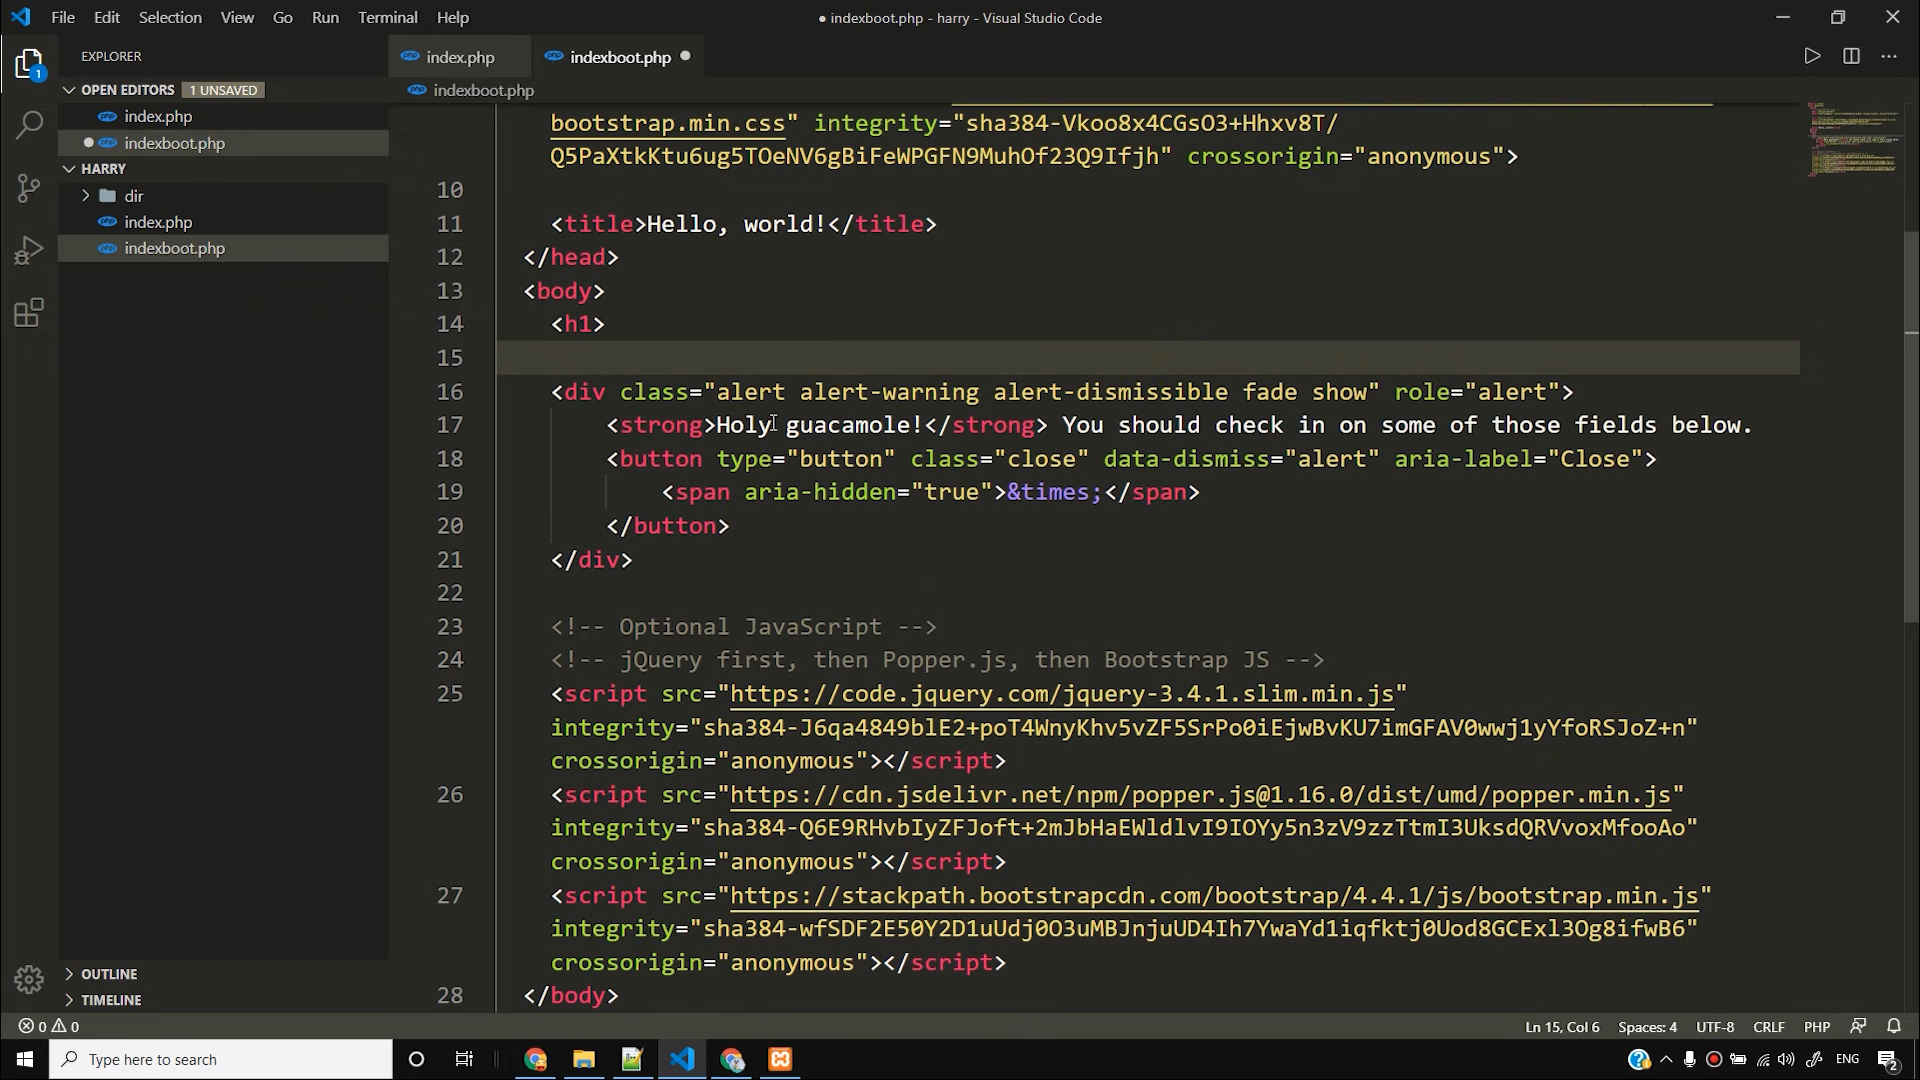 File Edit Selection View Go Run Terminal Help
● indexboot.php - harry - Visual Studio Code
EXPLORER
OPEN EDITORS 1 UNSAVED
index.php
indexboot.php
HARRY
dir
index.php
indexboot.php
OUTLINE
TIMELINE
1
index.php indexboot.php
indexboot.php
bootstrap.min.css" integrity="sha384-Vkoo8x4CGsO3+Hhxv8T/
Q5PaXtkKtu6ug5TOeNV6gBiFeWPGFN9MuhOf23Q9Ifjh" crossorigin="anonymous">
10
11 <title>Hello, world!</title>
12 </head>
13 <body>
14 <h1>
15
16 <div class="alert alert-warning alert-dismissible fade show" role="alert">
17 <strong>Holy guacamole!</strong> You should check in on some of those fields below.
18 <button type="button" class="close" data-dismiss="alert" aria-label="Close">
19 <span aria-hidden="true">&times;</span>
20 </button>
21 </div>
22
23 <!-- Optional JavaScript -->
24 <!-- jQuery first, then Popper.js, then Bootstrap JS -->
25 <script src="https://code.jquery.com/jquery-3.4.1.slim.min.js"
integrity="sha384-J6qa4849blE2+poT4WnyKhv5vZF5SrPo0iEjwBvKU7imGFAV0wwj1yYfoRSJoZ+n"
crossorigin="anonymous"></script>
26 <script src="https://cdn.jsdelivr.net/npm/popper.js@1.16.0/dist/umd/popper.min.js"
integrity="sha384-Q6E9RHvbIyZFJoft+2mJbHaEWldlvI9IOYy5n3zV9zzTtmI3UksdQRVvoxMfooAo"
crossorigin="anonymous"></script>
27 <script src="https://stackpath.bootstrapcdn.com/bootstrap/4.4.1/js/bootstrap.min.js"
integrity="sha384-wfSDF2E50Y2D1uUdj0O3uMBJnjuUD4Ih7YwaYd1iqfktj0Uod8GCExl3Og8ifwB6"
crossorigin="anonymous"></script>
28 </body>
0 0 Ln 15, Col 6 Spaces: 4 UTF-8 CRLF PHP
Type here to search
ENG
2